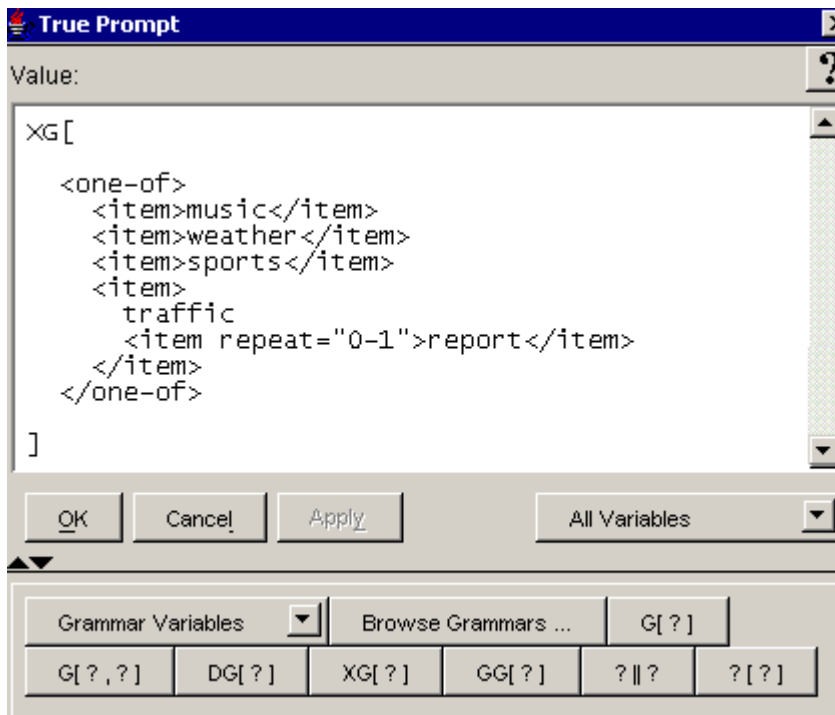 True Prompt
Value:
?
XG[
<one-of>
<item>music</item>
<item>weather</item>
<item>sports</item>
<item>
traffic
<item repeat="0-1">report</item>
</item>
</one-of>
]
OK Cancel Apply All Variables
Grammar Variables Browse Grammars ... G[ ? ]
G[ ? , ? ] DG[ ? ] XG[ ? ] GG[ ? ] ? || ? ? [ ? ]